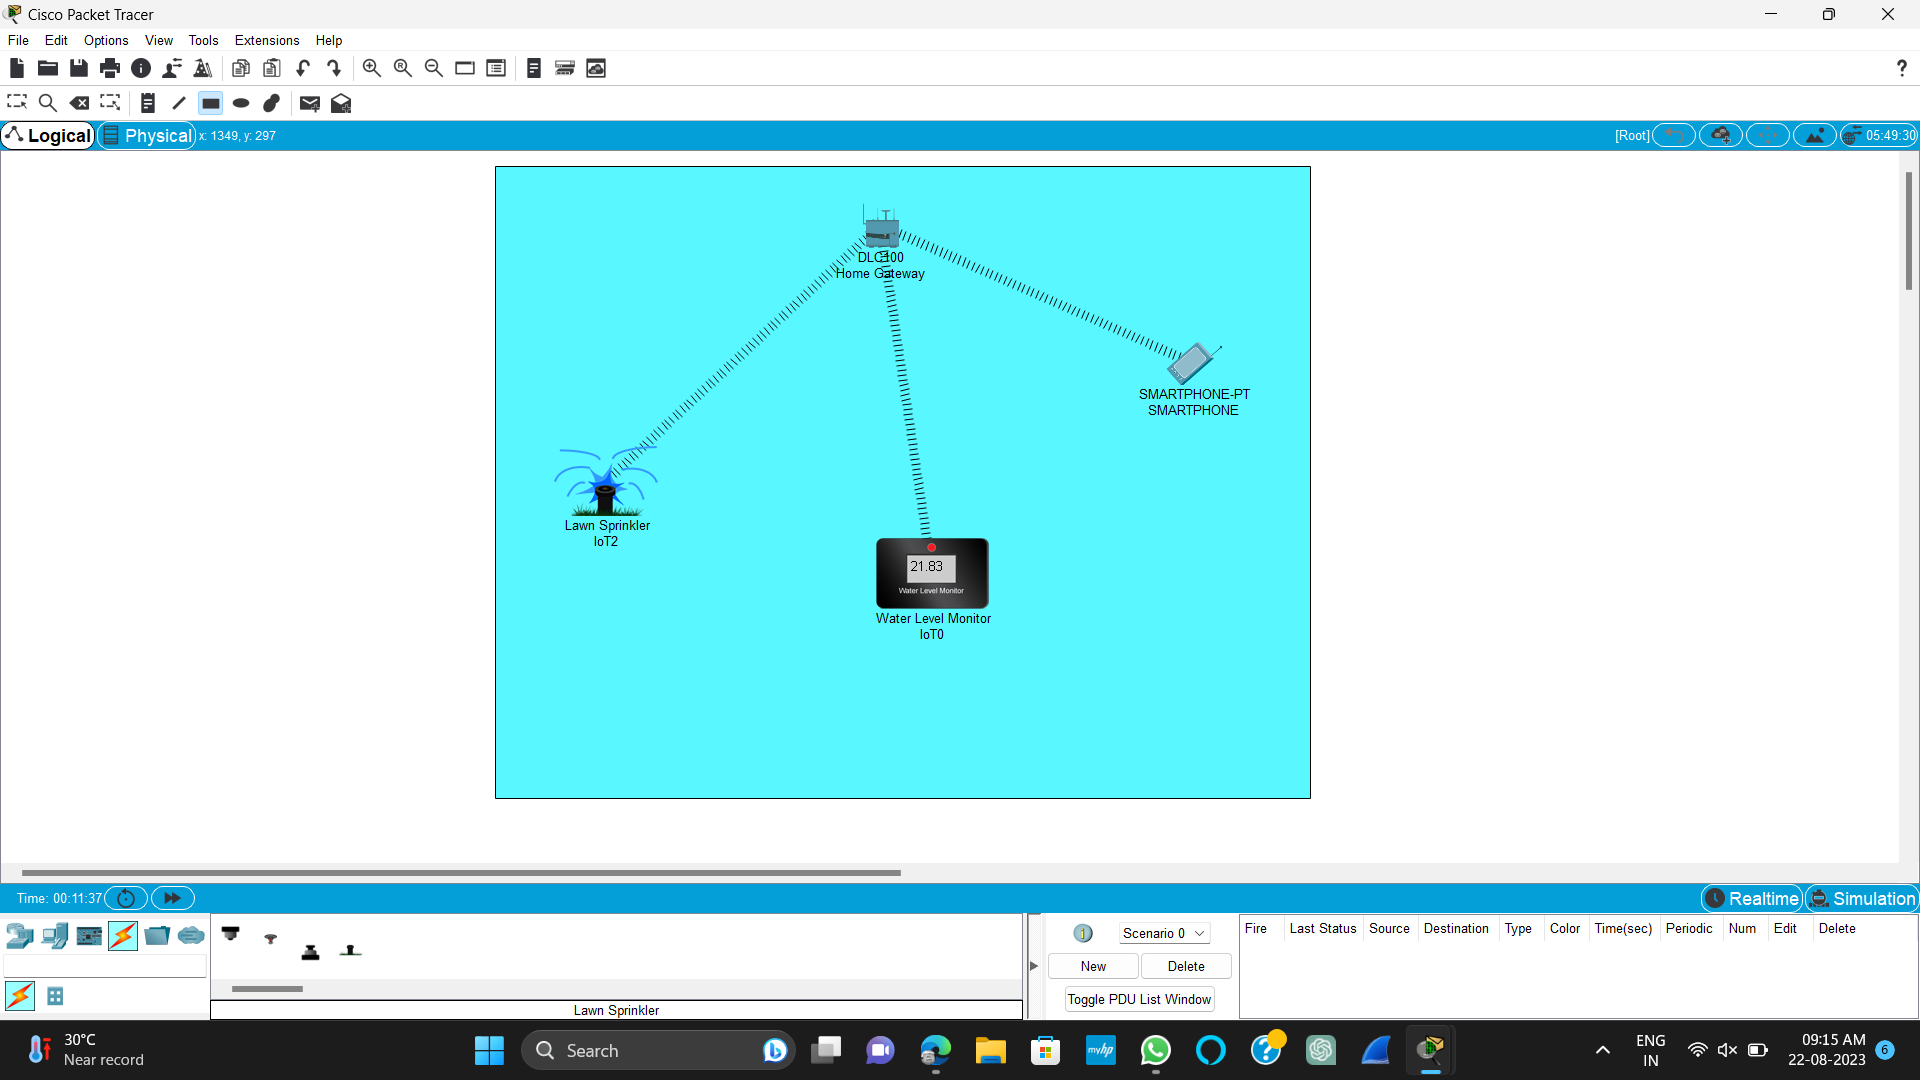 Cisco Packet Tracer
File Edit Options View Tools Extensions Help
?
Logical Physical x: 1349, y: 297 [Root] 05:49:30
DLC100
Home Gateway
SMARTPHONE-PT
SMARTPHONE
Lawn Sprinkler
IoT2
21.83
Water Level Monitor
Water Level Monitor
IoT0
Time: 00:11:37 Realtime Simulation
1 Scenario 0
Fire Last Status Source Destination Type Color Time(sec) Periodic Num Edit Delete
New Delete
Toggle PDU List Window
Lawn Sprinkler
30°C
Near record
Search
myhp
ENG
IN
09:15 AM
22-08-2023
6